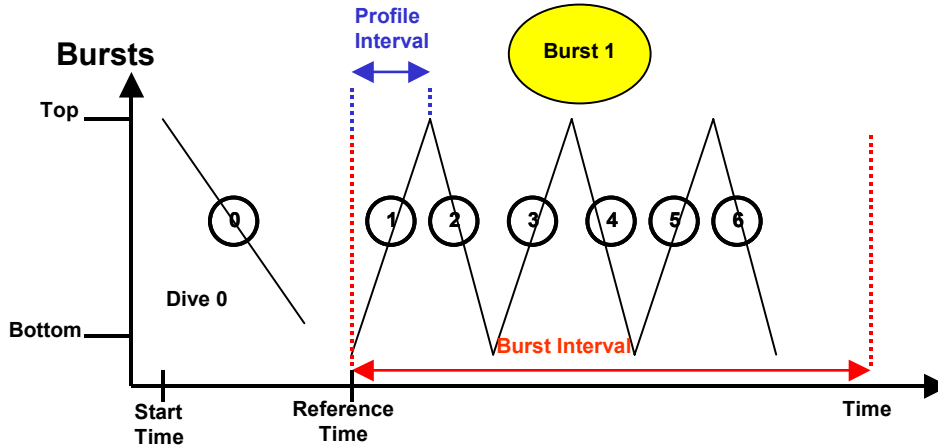 Profile
Interval
Burst 1
Bursts
Top
0
1
2
3
4
5
6
Dive 0
Bottom
Burst Interval
Start
Time
Reference
Time
Time